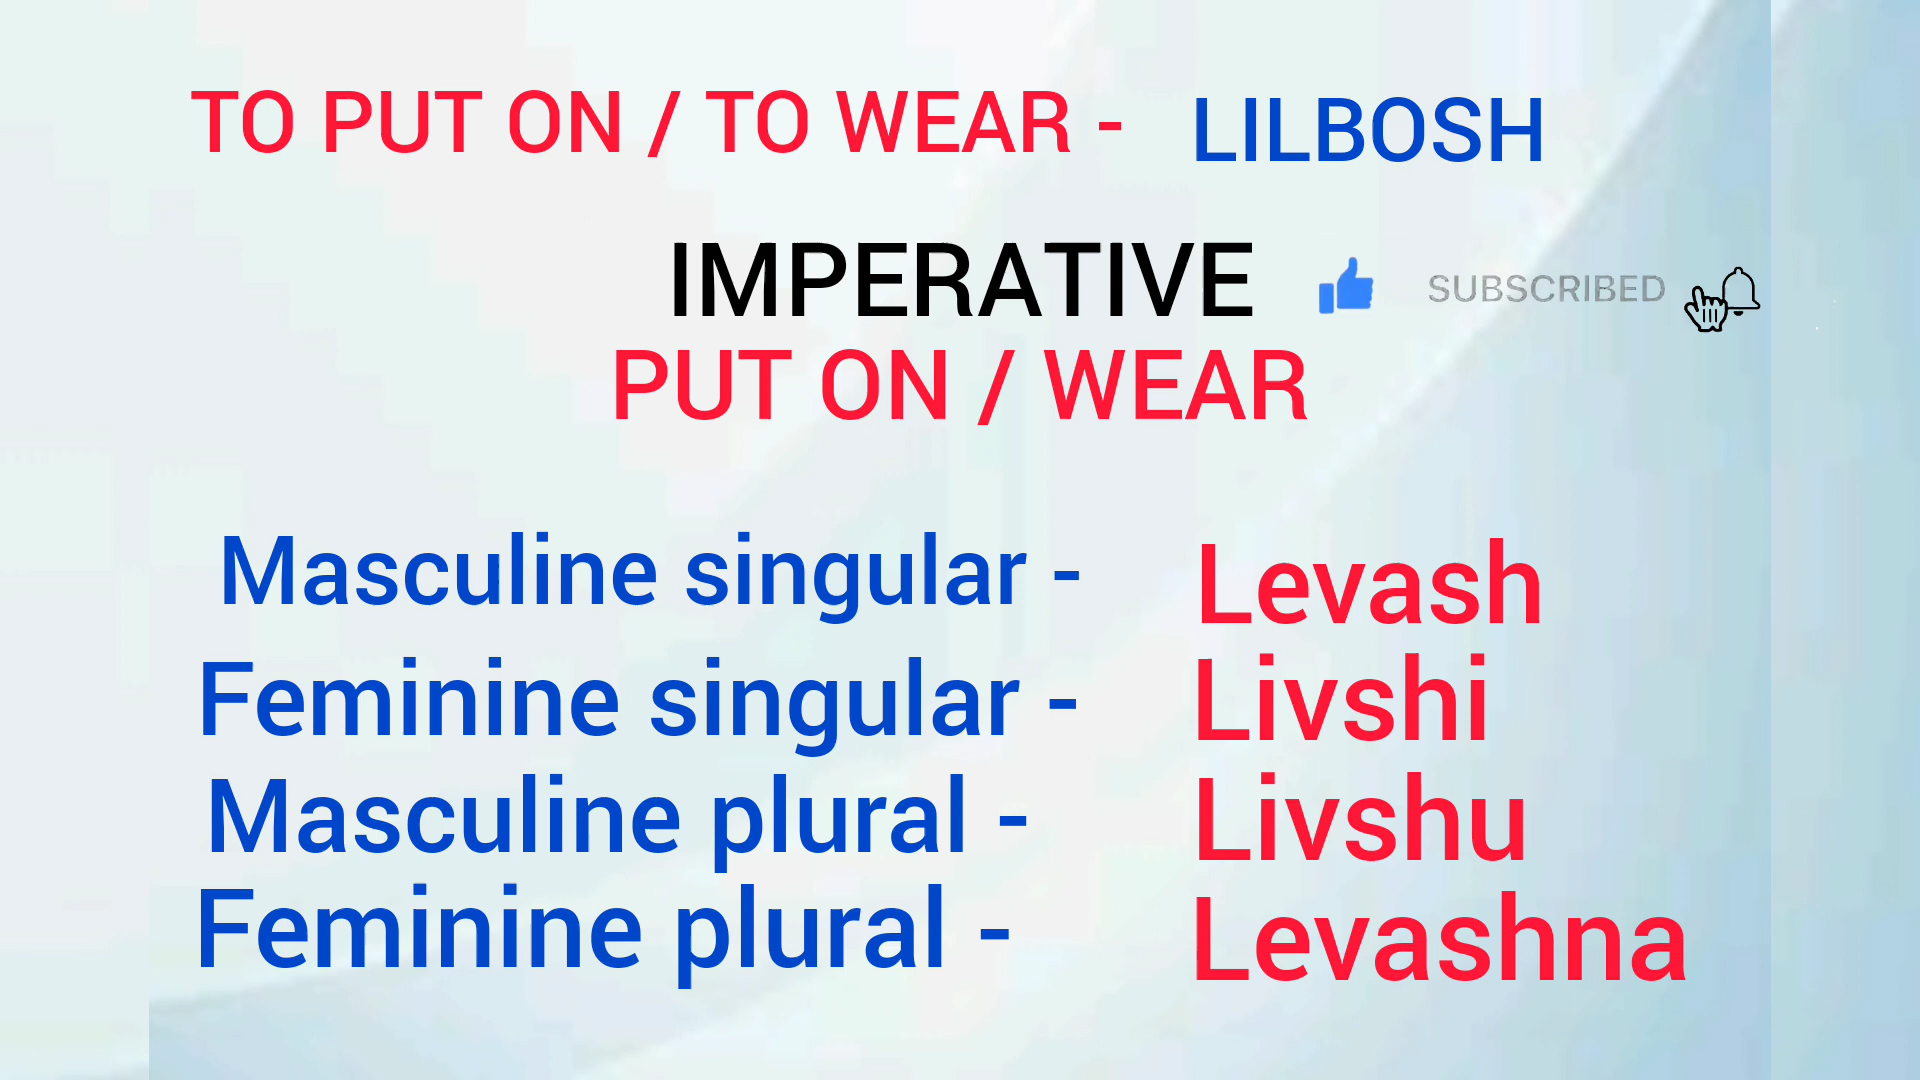 TO PUT ON / TO WEAR - LILBOSH
IMPERATIVE
SUBSCRIBED
PUT ON / WEAR
Masculine singular - Levash
Feminine singular - Livshi
Masculine plural - Livshu
Feminine plural - Levashna